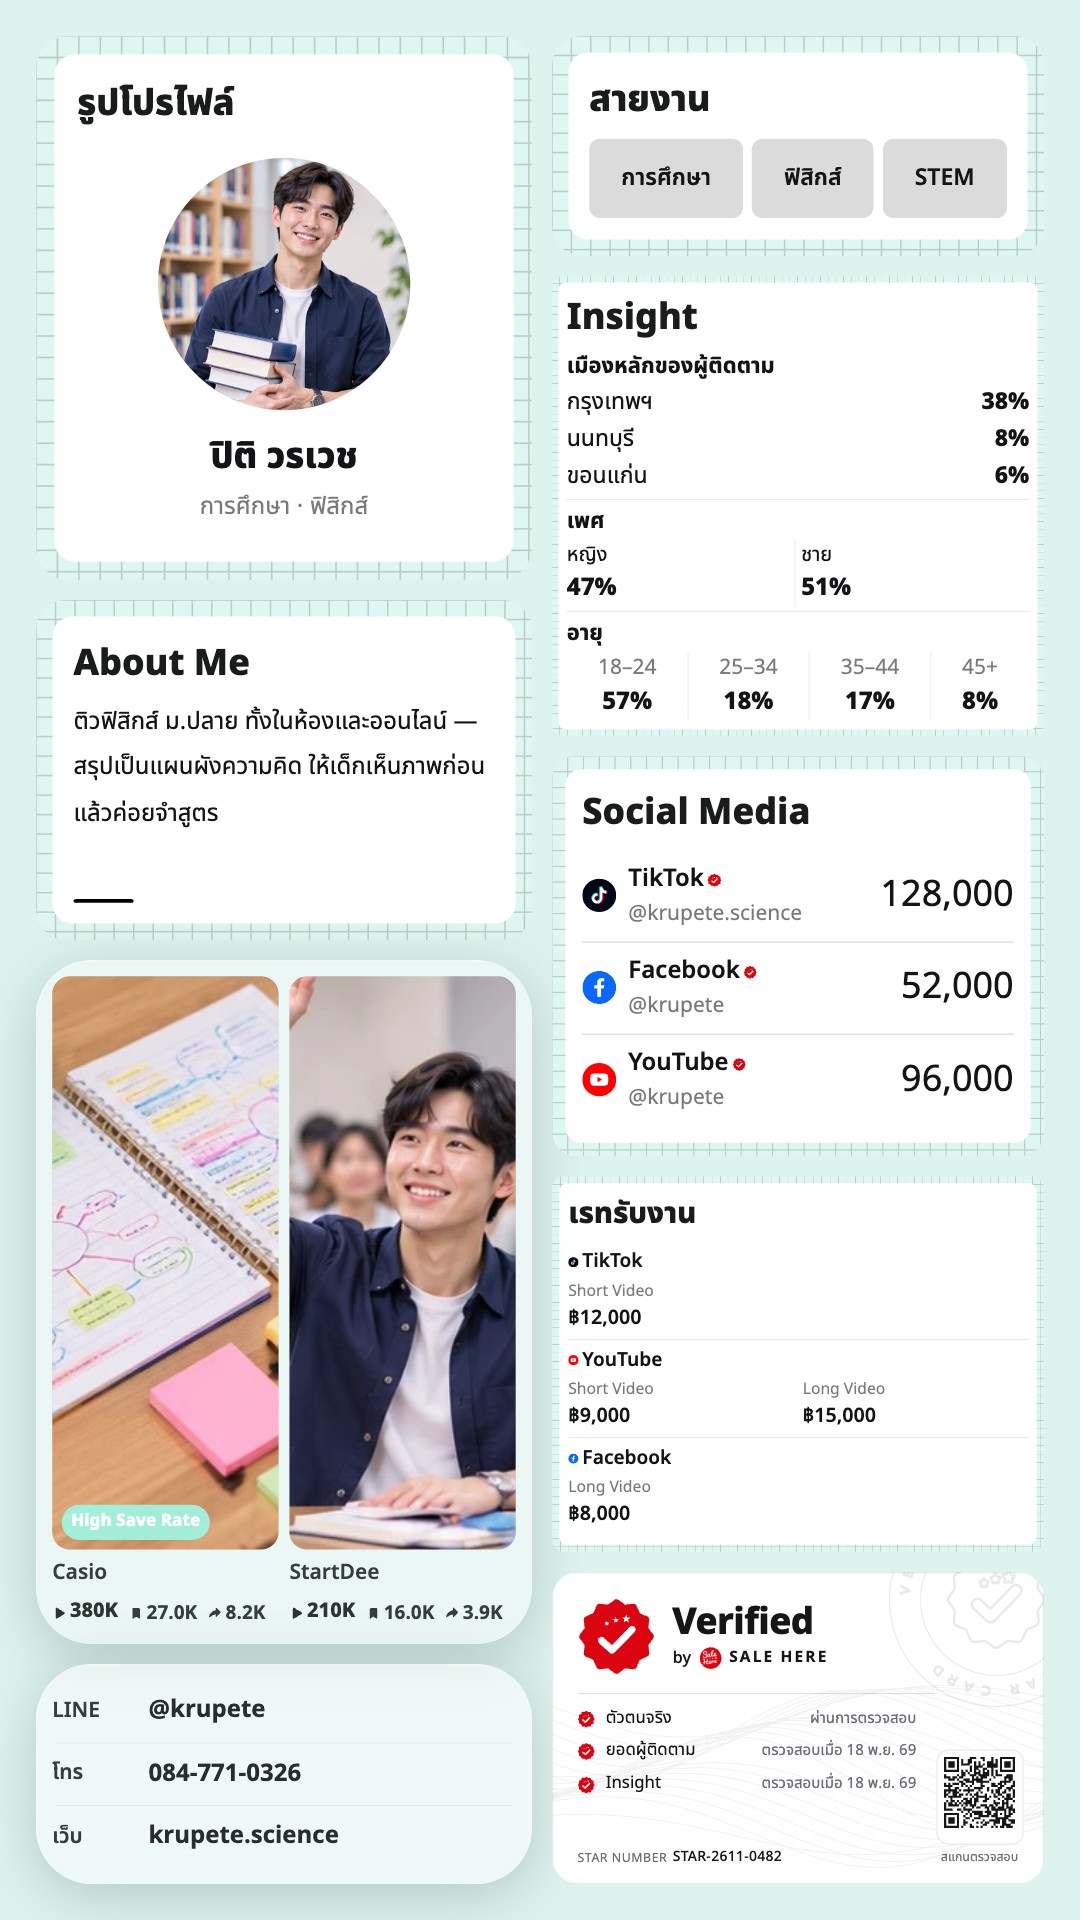 รูปโปรไฟล์
ปิติ วรเวช
การศึกษา · ฟิสิกส์
About Me
ติวฟิสิกส์ ม.ปลาย ทั้งในห้องและออนไลน์ —
สรุปเป็นแผนผังความคิด ให้เด็กเห็นภาพก่อน
แล้วค่อยจำสูตร
High Save Rate
Casio
380K 27.0K 8.2K
StartDee
210K 16.0K 3.9K
LINE @krupete
โทร 084-771-0326
เว็บ krupete.science
สายงาน
การศึกษา ฟิสิกส์ STEM
Insight
เมืองหลักของผู้ติดตาม
กรุงเทพฯ 38%
นนทบุรี 8%
ขอนแก่น 6%
เพศ
หญิง ชาย
47% 51%
อายุ
18–24 25–34 35–44 45+
57% 18% 17% 8%
Social Media
TikTok
@krupete.science
128,000
Facebook
@krupete
52,000
YouTube
@krupete
96,000
เรทรับงาน
TikTok
Short Video
฿12,000
YouTube
Short Video Long Video
฿9,000 ฿15,000
Facebook
Long Video
฿8,000
Verified
by Sale Here SALE HERE
ตัวตนจริง ผ่านการตรวจสอบ
ยอดผู้ติดตาม ตรวจสอบเมื่อ 18 พ.ย. 69
Insight ตรวจสอบเมื่อ 18 พ.ย. 69
STAR NUMBER STAR-2611-0482
สแกนตรวจสอบ